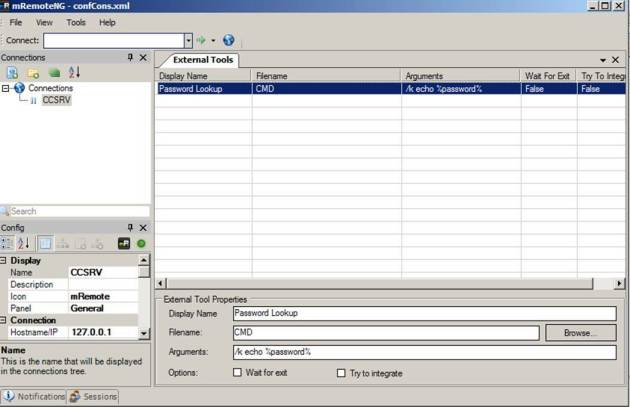 mRemoteNG - confCons.xml
File View Tools Help
Connect:
Connections
External Tools
Display Name Filename Arguments Wait For Exit Try To Integ
Password Lookup CMD /k echo %password% False False
Connections
CCSRV
Search
Config
Display
Name CCSRV
Description
Icon mRemote
Panel General
Connection
Hostname/IP 127.0.0.1
Name
This is the name that will be displayed
in the connections tree.
External Tool Properties
Display Name Password Lookup
Filename: CMD Browse...
Arguments: /k echo %password%
Options: Wait for exit Try to integrate
Notifications Sessions